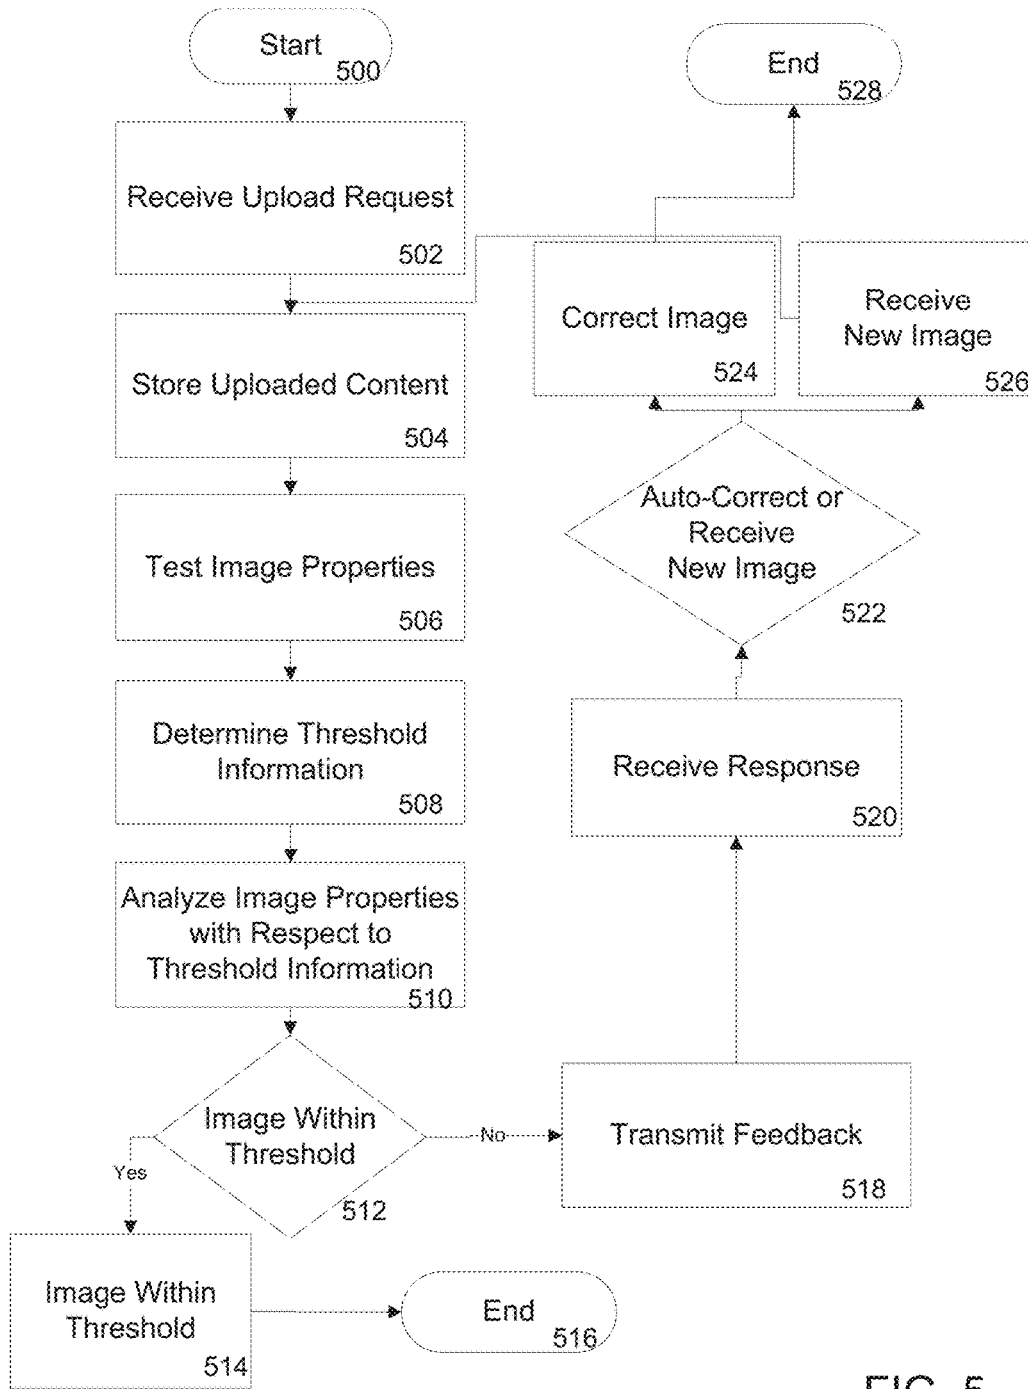 Start
500
Receive Upload Request
502
Store Uploaded Content
504
Test Image Properties
506
Determine Threshold
Information
508
Analyze Image Properties
with Respect to
Threshold Information
510
Image Within
Threshold
512
Yes
No
Image Within
Threshold
514
End
516
Transmit Feedback
518
Receive Response
520
Auto-Correct or
Receive
New Image
522
Correct Image
524
Receive
New Image
526
End
528
FIG. 5